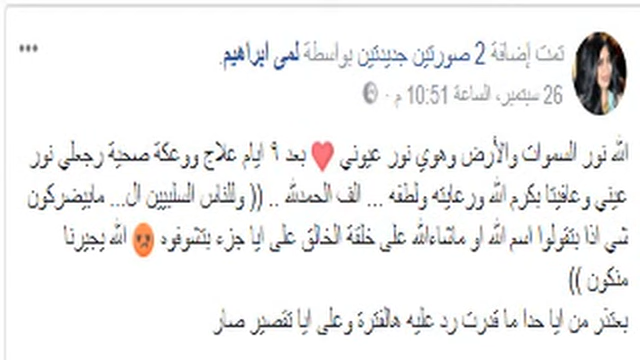 تمت إضافة 2 صورتين جديدتين بواسطة لمى ابراهيم.
26 سبتمبر، الساعة 10:51 م ·
الله نور السموات والأرض وهوي نور عيوني ❤ بعد ٩ ايام علاج ووعكة صحية رجعلي نور
عيني وعافيتا بكرم الله ورعايته ولطفه ... الف الحمدلله .. (( وللناس السلبيين ال... مابيضركون
شي اذا بتقولوا اسم الله او ماشاءالله على خلقة الخالق على ايا جزء بتشوفوه 😡 الله يجيرنا
منكون ))
بعتذر من ايا حدا ما قدرت رد عليه هالفترة وعلى ايا تقصير صار